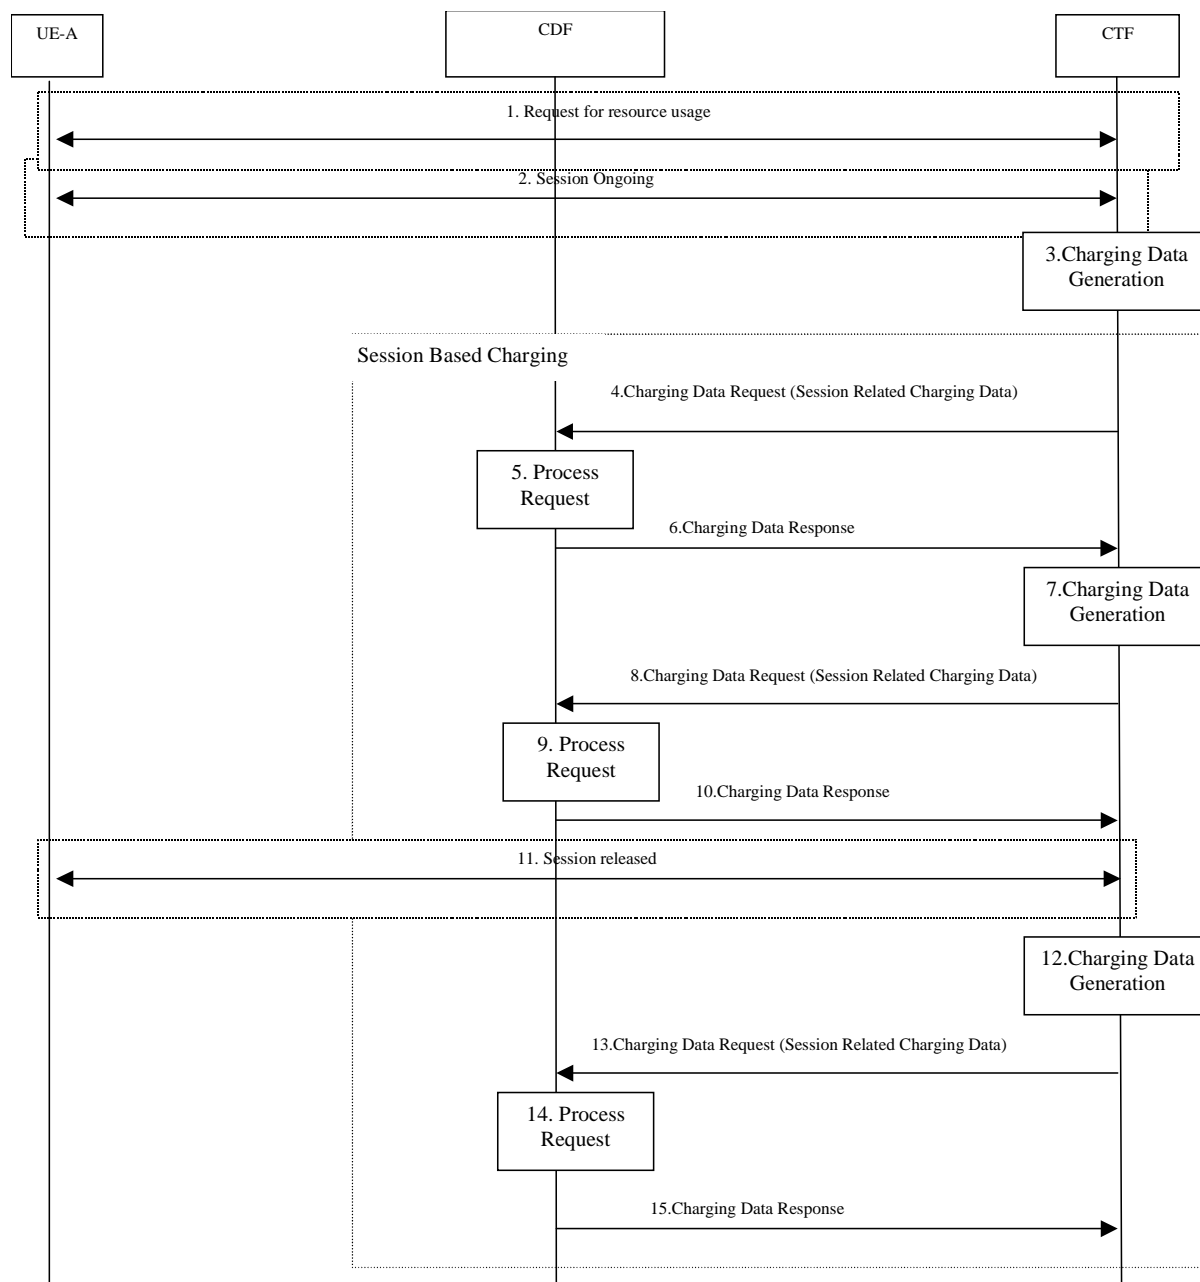 UE-A
CDF
CTF
1. Request for resource usage
2. Session Ongoing
3.Charging Data
Generation
Session Based Charging
4.Charging Data Request (Session Related Charging Data)
5. Process
Request
6.Charging Data Response
7.Charging Data
Generation
8.Charging Data Request (Session Related Charging Data)
9. Process
Request
10.Charging Data Response
11. Session released
12.Charging Data
Generation
13.Charging Data Request (Session Related Charging Data)
14. Process
Request
15.Charging Data Response